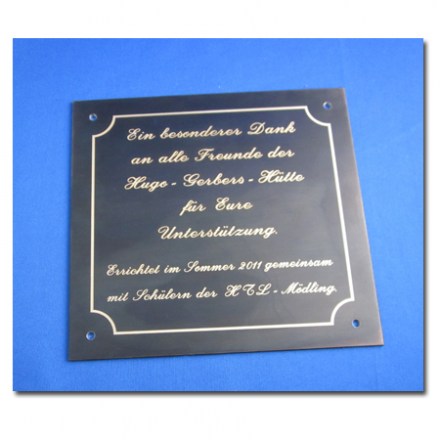 Ein besonderer Dank
an alle Freunde der
Hugo - Gerbers - Hütte
für Eure
Unterstützung.
Errichtet im Sommer 2011 gemeinsam
mit Schülern der HTL - Mödling.